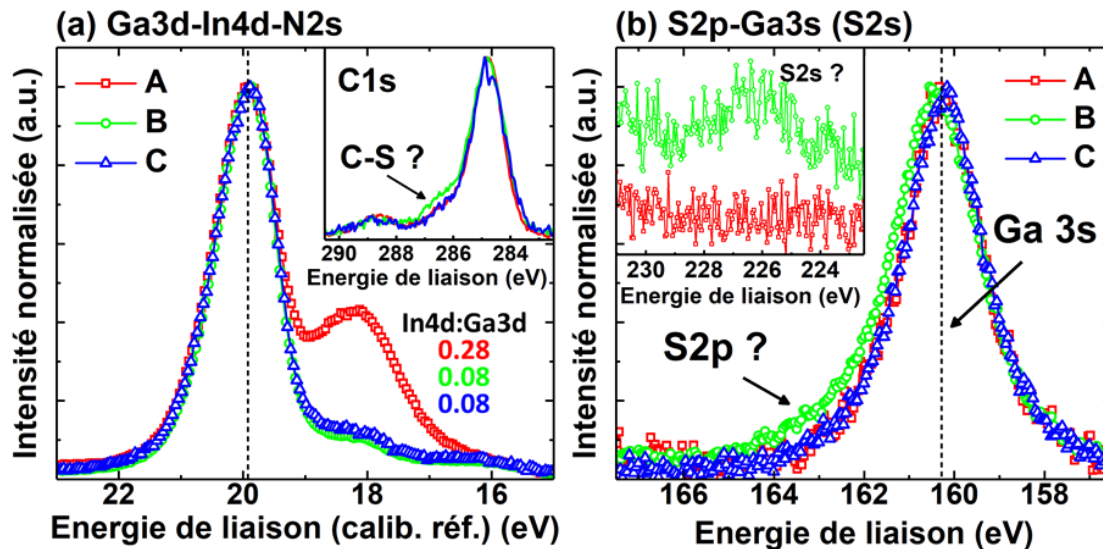 (a) Ga3d-In4d-N2s
Intensité normalisée (a.u.)
A
B
C
C1s
C-S ?
290 288 286 284
Energie de liaison (eV)
In4d:Ga3d
0.28
0.08
0.08
22 20 18 16
Energie de liaison (calib. réf.) (eV)
(b) S2p-Ga3s (S2s)
Intensité normalisée (a.u.)
S2s ?
230 228 226 224
Energie de liaison (eV)
A
B
C
Ga 3s
S2p ?
166 164 162 160 158
Energie de liaison (eV)